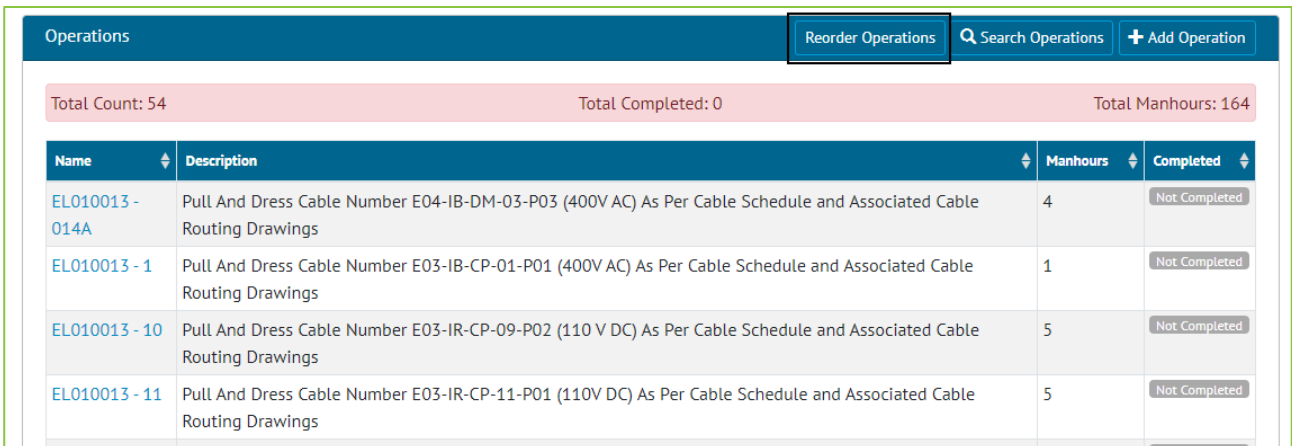 Operations Reorder Operations Search Operations Add Operation
Total Count: 54 Total Completed: 0 Total Manhours: 164
Name Description Manhours Completed
EL010013 - Pull And Dress Cable Number E04-IB-DM-03-P03 (400V AC) As Per Cable Schedule and Associated Cable 4 Not Completed
014A Routing Drawings
EL010013 - 1 Pull And Dress Cable Number E03-IB-CP-01-P01 (400V AC) As Per Cable Schedule and Associated Cable 1 Not Completed
Routing Drawings
EL010013 - 10 Pull And Dress Cable Number E03-IR-CP-09-P02 (110 V DC) As Per Cable Schedule and Associated Cable 5 Not Completed
Routing Drawings
EL010013 - 11 Pull And Dress Cable Number E03-IR-CP-11-P01 (110V DC) As Per Cable Schedule and Associated Cable 5 Not Completed
Routing Drawings